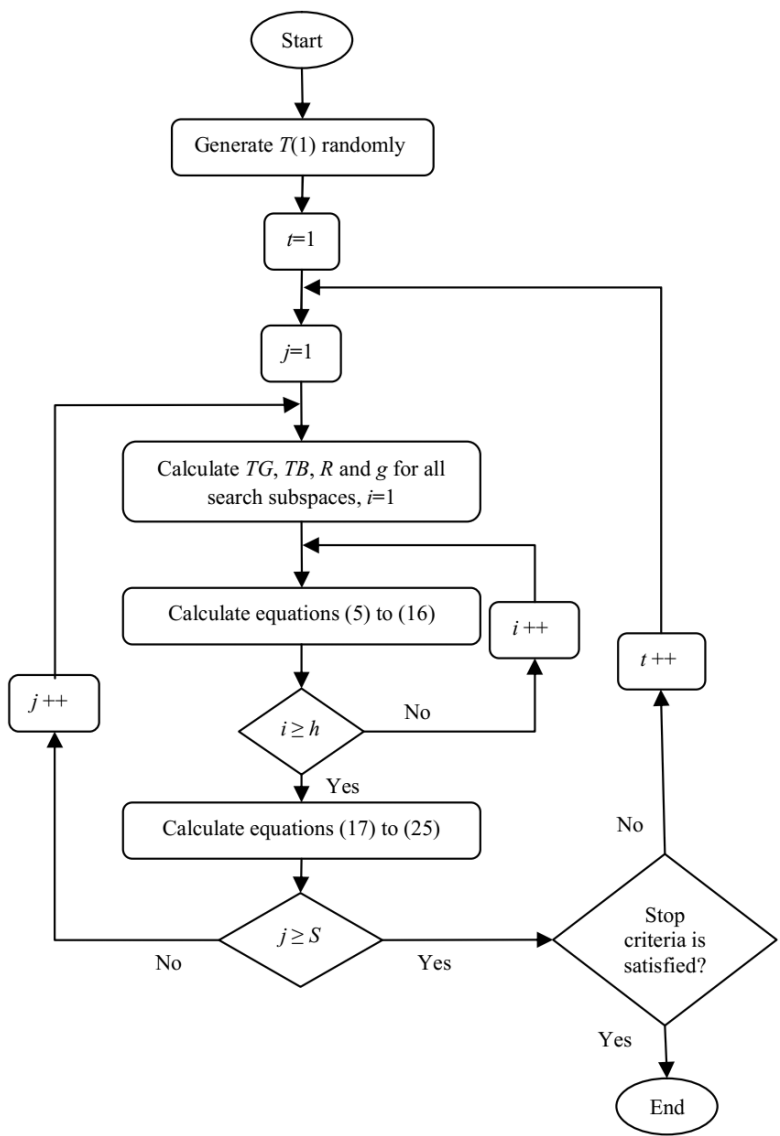 Start
Generate T(1) randomly
t=1
j=1
Calculate TG, TB, R and g for all
search subspaces, i=1
Calculate equations (5) to (16)
i ++
t ++
j ++
i ≥ h
No
Yes
Calculate equations (17) to (25)
No
j ≥ S
No
Yes
Stop
criteria is
satisfied?
Yes
End